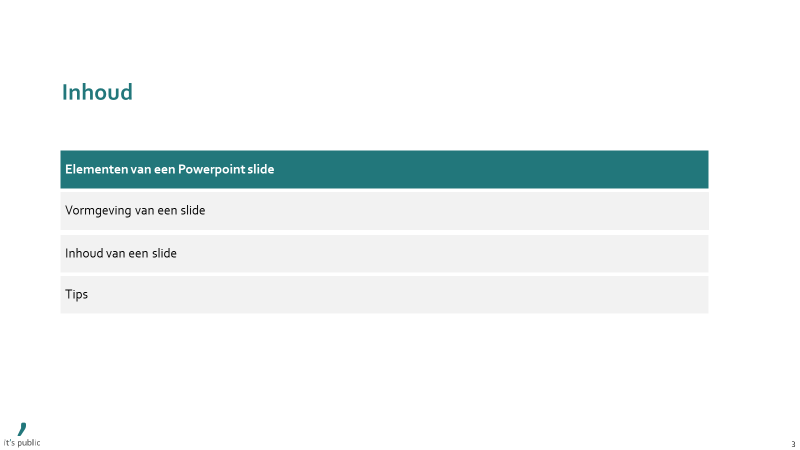 Inhoud
Elementen van een Powerpoint slide
Vormgeving van een slide
Inhoud van een slide
Tips
it's public
3